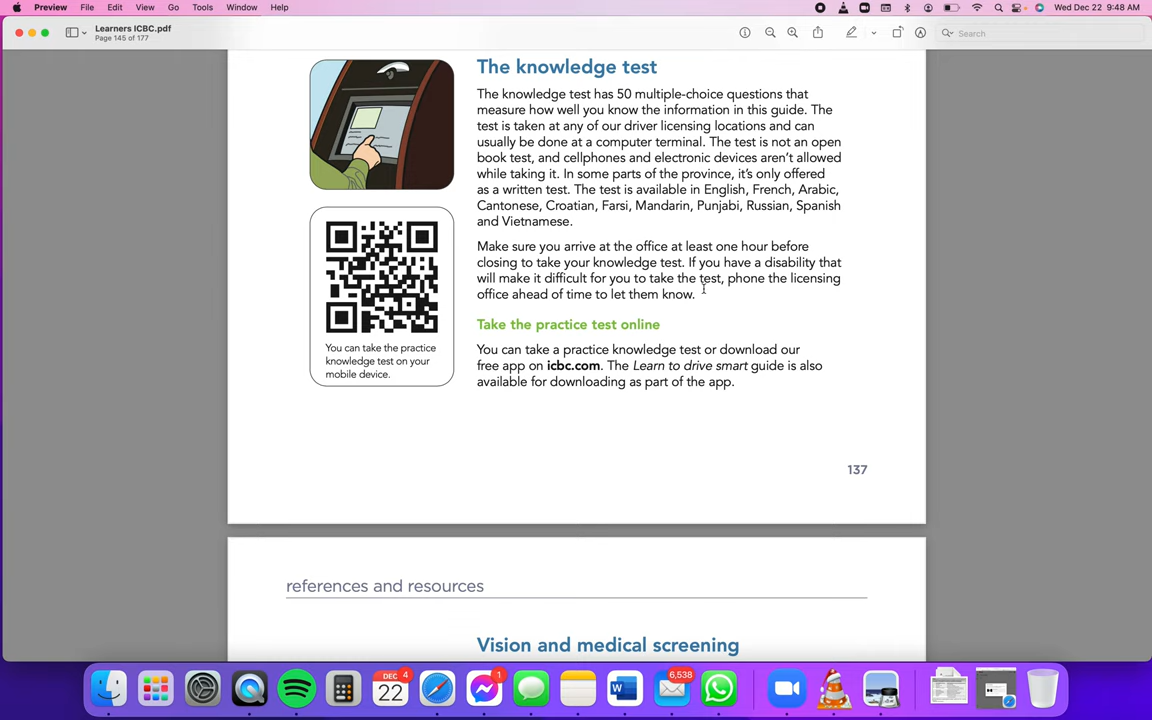 Preview File Edit View Go Tools Window Help
Wed Dec 22 9:48 AM
Learners ICBC.pdf
Page 145 of 177
Search
The knowledge test
The knowledge test has 50 multiple-choice questions that
measure how well you know the information in this guide. The
test is taken at any of our driver licensing locations and can
usually be done at a computer terminal. The test is not an open
book test, and cellphones and electronic devices aren't allowed
while taking it. In some parts of the province, it's only offered
as a written test. The test is available in English, French, Arabic,
Cantonese, Croatian, Farsi, Mandarin, Punjabi, Russian, Spanish
and Vietnamese.
Make sure you arrive at the office at least one hour before
closing to take your knowledge test. If you have a disability that
will make it difficult for you to take the test, phone the licensing
office ahead of time to let them know.
You can take the practice
knowledge test on your
mobile device.
Take the practice test online
You can take a practice knowledge test or download our
free app on icbc.com. The Learn to drive smart guide is also
available for downloading as part of the app.
137
references and resources
Vision and medical screening
DEC
22
4
1
6,538